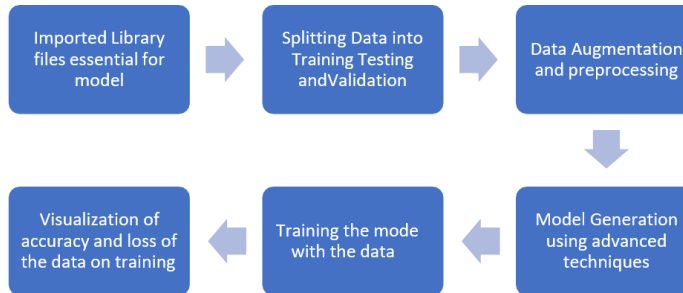 Imported Library
files essential for
model
Splitting Data into
Training Testing
andValidation
Data Augmentation
and preprocessing
Model Generation
using advanced
techniques
Training the mode
with the data
Visualization of
accuracy and loss of
the data on training